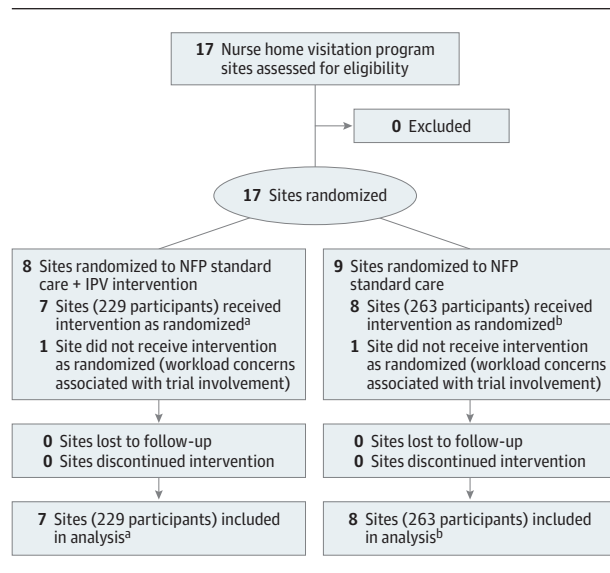 17 Nurse home visitation program
sites assessed for eligibility
0 Excluded
17 Sites randomized
8 Sites randomized to NFP standard
care + IPV intervention
7 Sites (229 participants) received
intervention as randomizedᵃ
1 Site did not receive intervention
as randomized (workload concerns
associated with trial involvement)
9 Sites randomized to NFP
standard care
8 Sites (263 participants) received
intervention as randomizedᵇ
1 Site did not receive intervention
as randomized (workload concerns
associated with trial involvement)
0 Sites lost to follow-up
0 Sites discontinued intervention
0 Sites lost to follow-up
0 Sites discontinued intervention
7 Sites (229 participants) included
in analysisᵃ
8 Sites (263 participants) included
in analysisᵇ